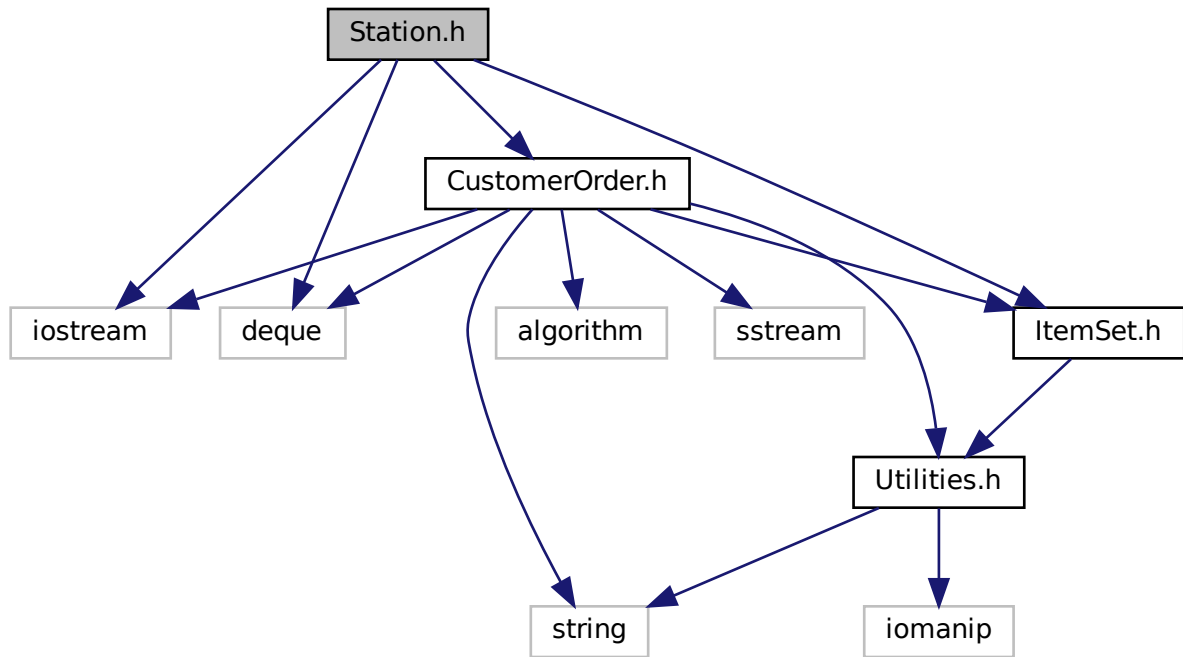 Station.h
CustomerOrder.h
iostream
deque
algorithm
sstream
ItemSet.h
Utilities.h
string
iomanip